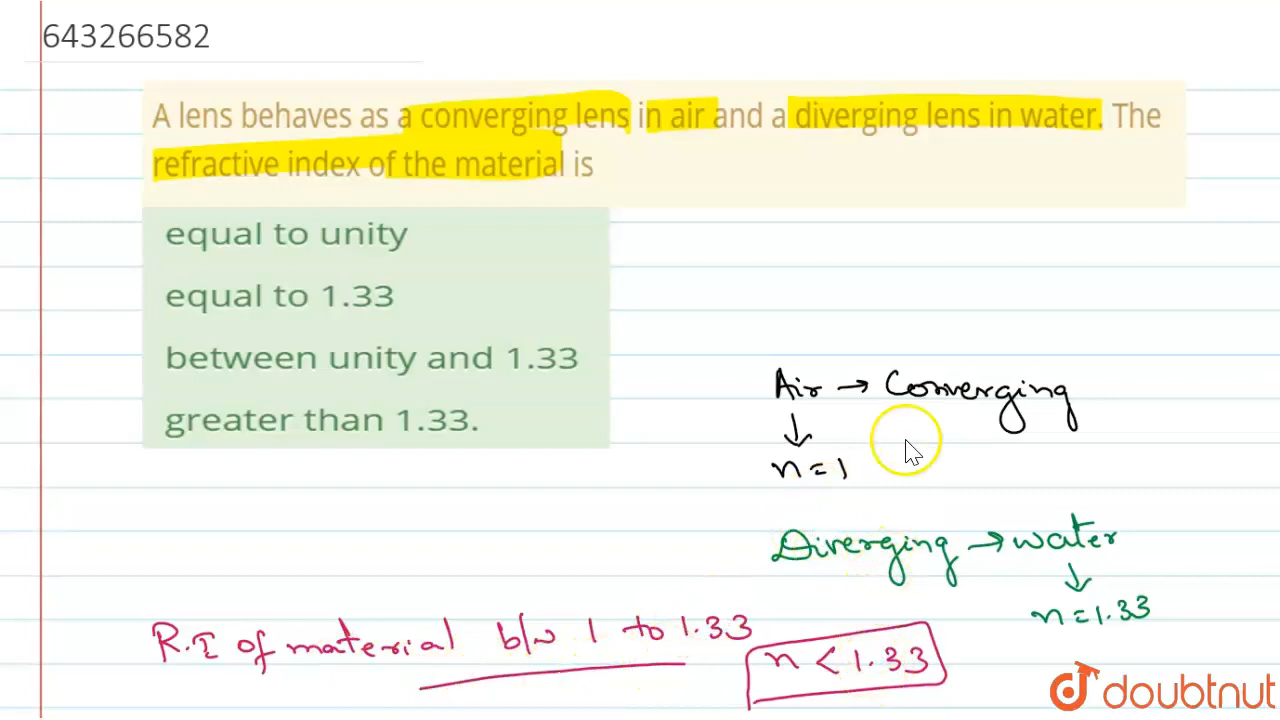 643266582
A lens behaves as a converging lens in air and a diverging lens in water. The
refractive index of the material is
equal to unity
equal to 1.33
between unity and 1.33
greater than 1.33.
Air → Converging
↓
n = 1
Diverging → water
↓
n = 1.33
R.I of material b/w 1 to 1.33
n < 1.33
doubtnut